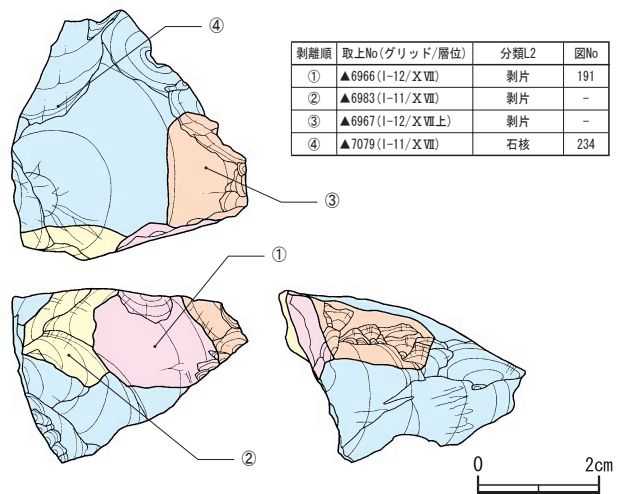 ④
剥離順 取上No(グリッド/層位) 分類L2 図No
① ▲6966(I-12/ⅩⅦ) 剥片 191
② ▲6983(I-11/ⅩⅦ) 剥片 -
③ ▲6967(I-12/ⅩⅦ上) 剥片 -
④ ▲7079(I-11/ⅩⅦ) 石核 234
③
①
②
0 2cm